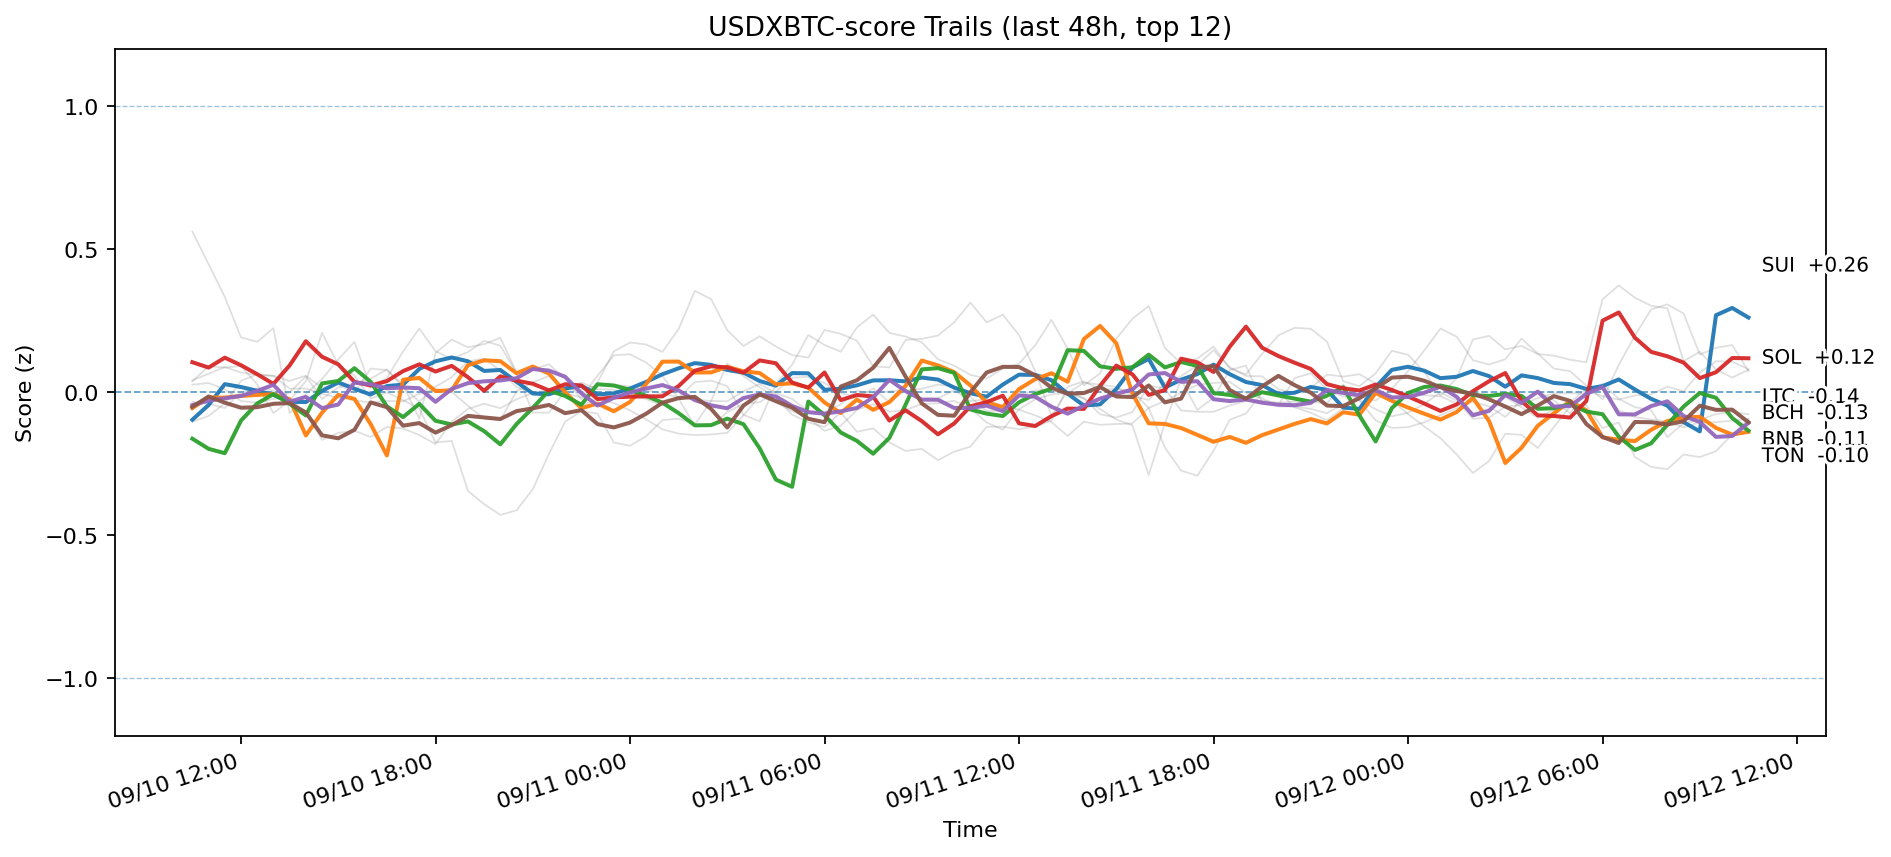 USDXBTC-score Trails (last 48h, top 12)
Score (z)
1.0
0.5
0.0
−0.5
−1.0
SUI +0.26
SOL +0.12
LTC -0.14
BCH -0.13
BNB -0.11
TON -0.10
09/10 12:00
09/10 18:00
09/11 00:00
09/11 06:00
09/11 12:00
09/11 18:00
09/12 00:00
09/12 06:00
09/12 12:00
Time